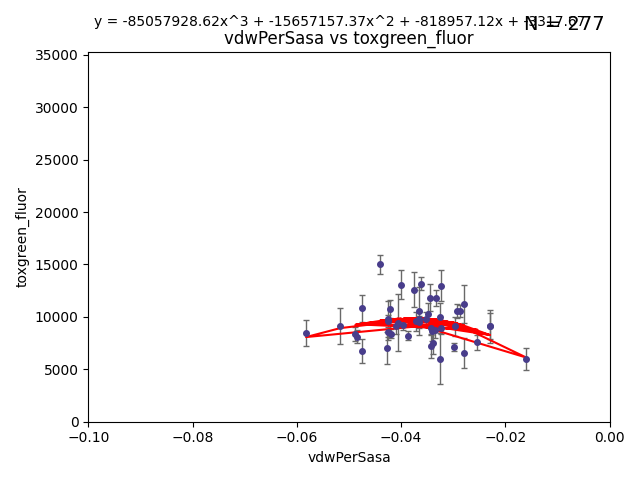 y = -85057928.62x^3 + -15657157.37x^2 + -818957.12x +
N = 277
vdwPerSasa vs toxgreen_fluor
35000
30000
25000
20000
15000
10000
5000
0
toxgreen_fluor
−0.10
−0.08
−0.06
−0.04
−0.02
0.00
vdwPerSasa